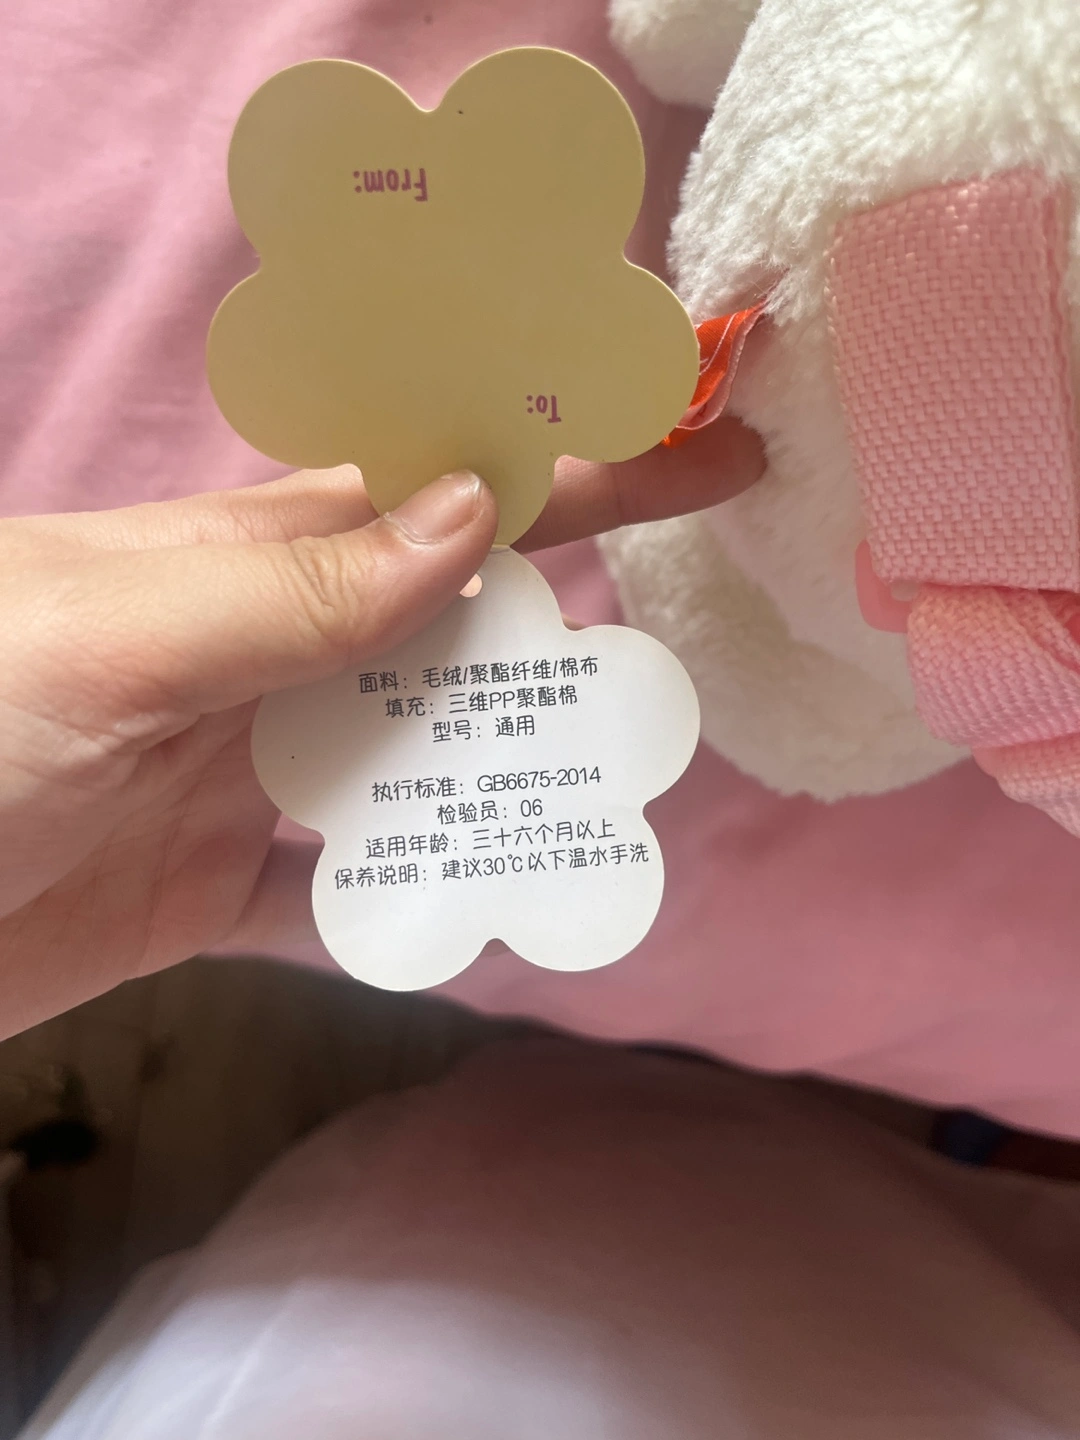 From:
To:
面料：毛绒/聚酯纤维/棉布
填充：三维PP聚酯棉
型号：通用
执行标准：GB6675-2014
检验员：06
适用年龄：三十六个月以上
保养说明：建议30℃以下温水手洗